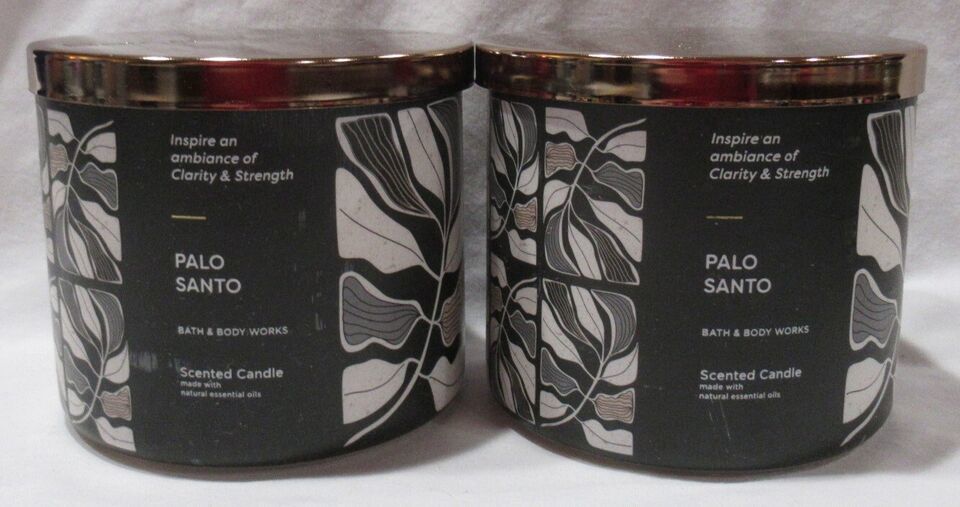 Inspire an
ambiance of
Clarity & Strength
PALO
SANTO
BATH & BODY WORKS
Scented Candle
made with
natural essential oils
Inspire an
ambiance of
Clarity & Strength
PALO
SANTO
BATH & BODY WORKS
Scented Candle
made with
natural essential oils